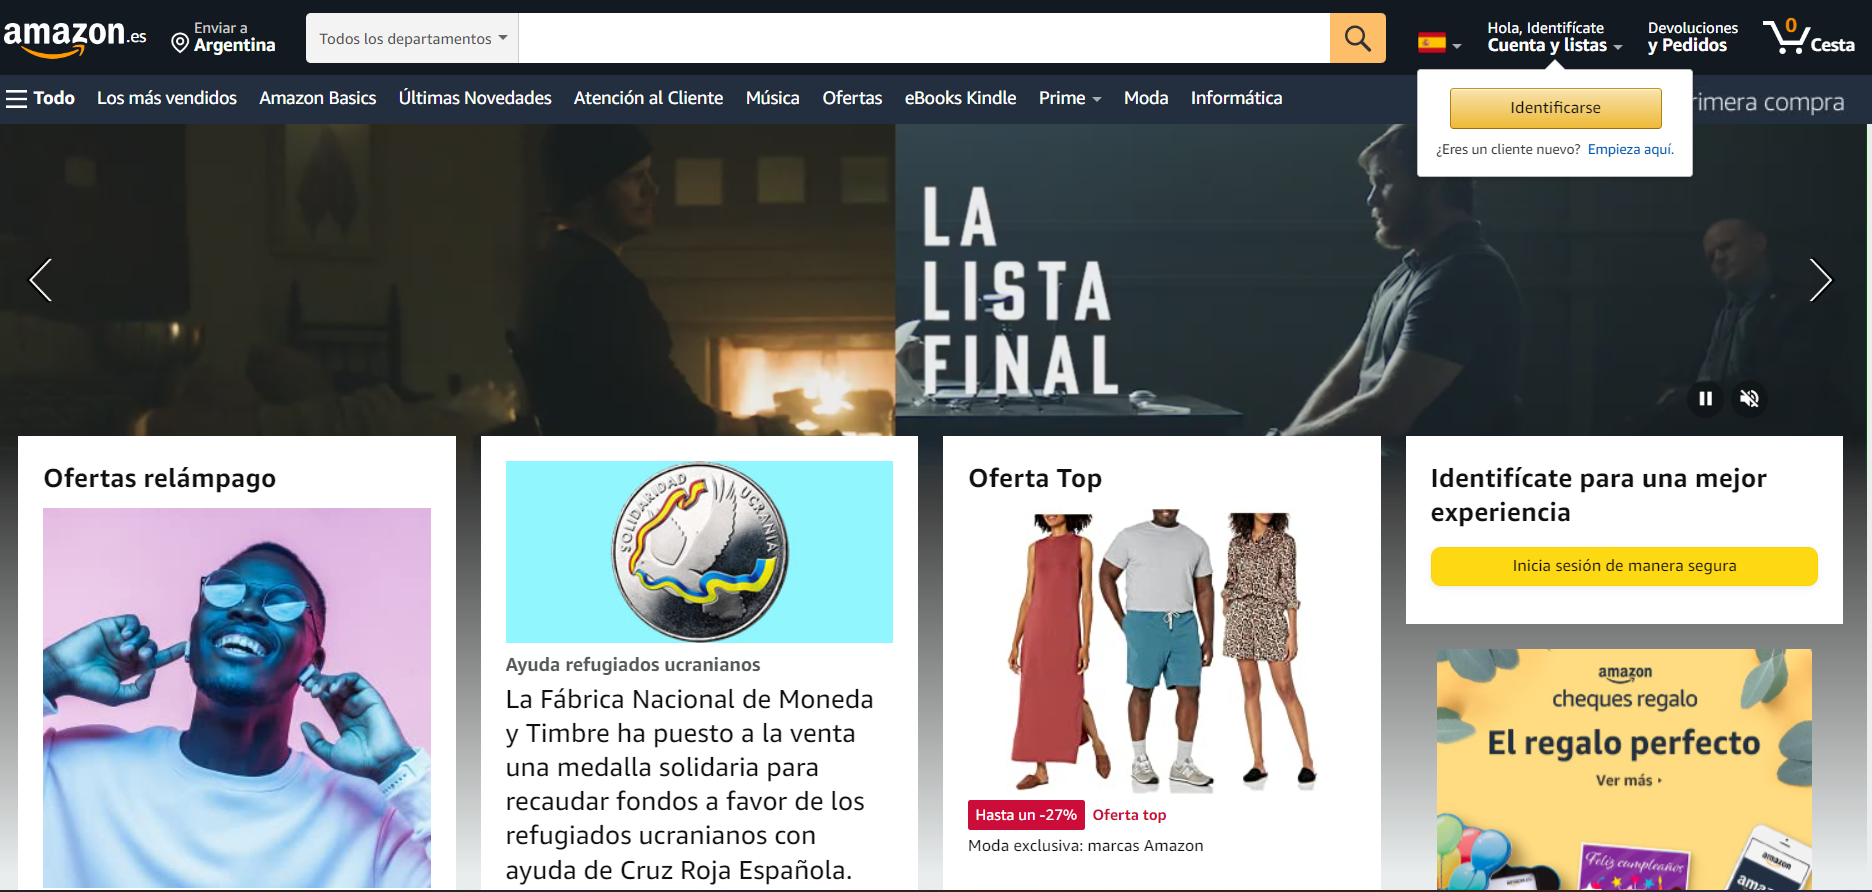 amazon.es
Enviar a
Argentina
Todos los departamentos
Hola, Identifícate
Cuenta y listas
Devoluciones
y Pedidos
0
Cesta
Todo
Los más vendidos
Amazon Basics
Últimas Novedades
Atención al Cliente
Música
Ofertas
eBooks Kindle
Prime
Moda
Informática
rimera compra
Identificarse
¿Eres un cliente nuevo? Empieza aquí.
LA
LISTA
FINAL
Ofertas relámpago
SOLIDARIDAD
UCRANIA
Ayuda refugiados ucranianos
La Fábrica Nacional de Moneda
y Timbre ha puesto a la venta
una medalla solidaria para
recaudar fondos a favor de los
refugiados ucranianos con
ayuda de Cruz Roja Española.
Oferta Top
Hasta un -27%
Oferta top
Moda exclusiva: marcas Amazon
Identifícate para una mejor
experiencia
Inicia sesión de manera segura
amazon
cheques regalo
El regalo perfecto
Ver más
Feliz cumpleaños
amazon
amazon
ama